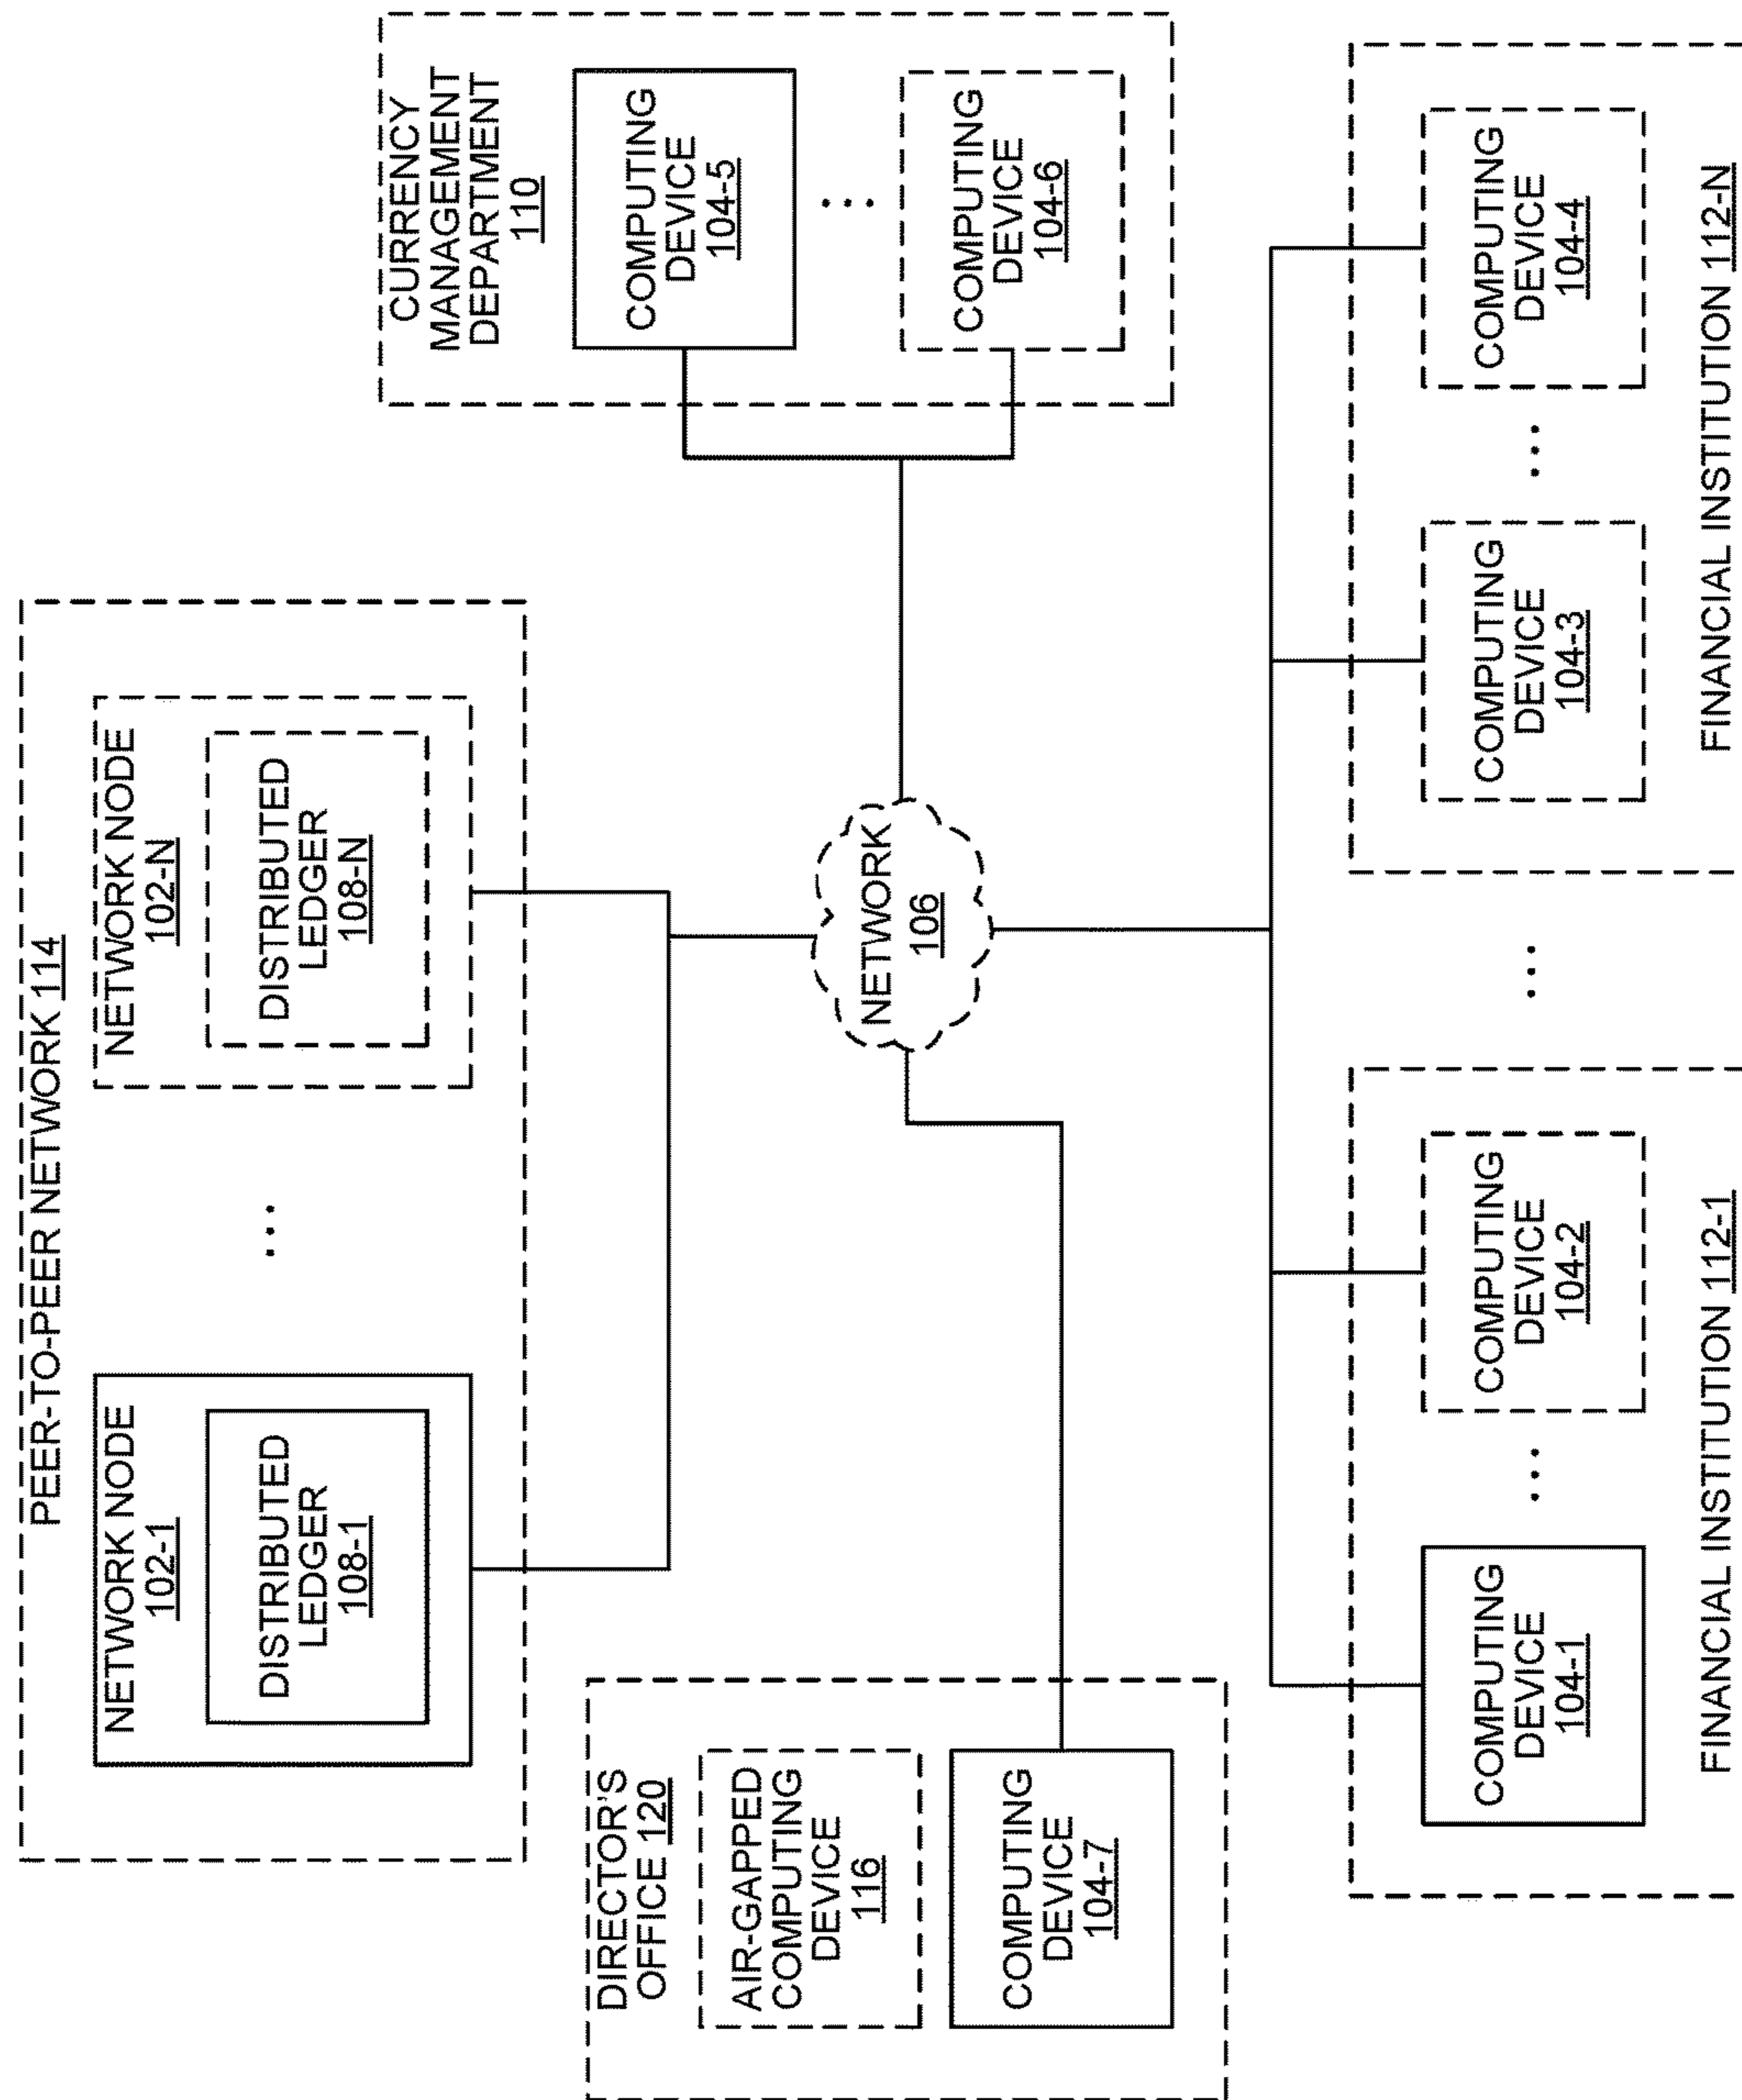 PEER-TO-PEER NETWORK 114
NETWORK NODE
102-1
DISTRIBUTED
LEDGER
108-1
...
NETWORK NODE
102-N
DISTRIBUTED
LEDGER
108-N
CURRENCY
MANAGEMENT
DEPARTMENT
110
COMPUTING
DEVICE
104-5
...
COMPUTING
DEVICE
104-6
DIRECTOR'S
OFFICE 120
AIR-GAPPED
COMPUTING
DEVICE
116
COMPUTING
DEVICE
104-7
NETWORK
106
COMPUTING
DEVICE
104-1
...
COMPUTING
DEVICE
104-2
FINANCIAL INSTITUTION 112-1
...
COMPUTING
DEVICE
104-3
...
COMPUTING
DEVICE
104-4
FINANCIAL INSTITUTION 112-N